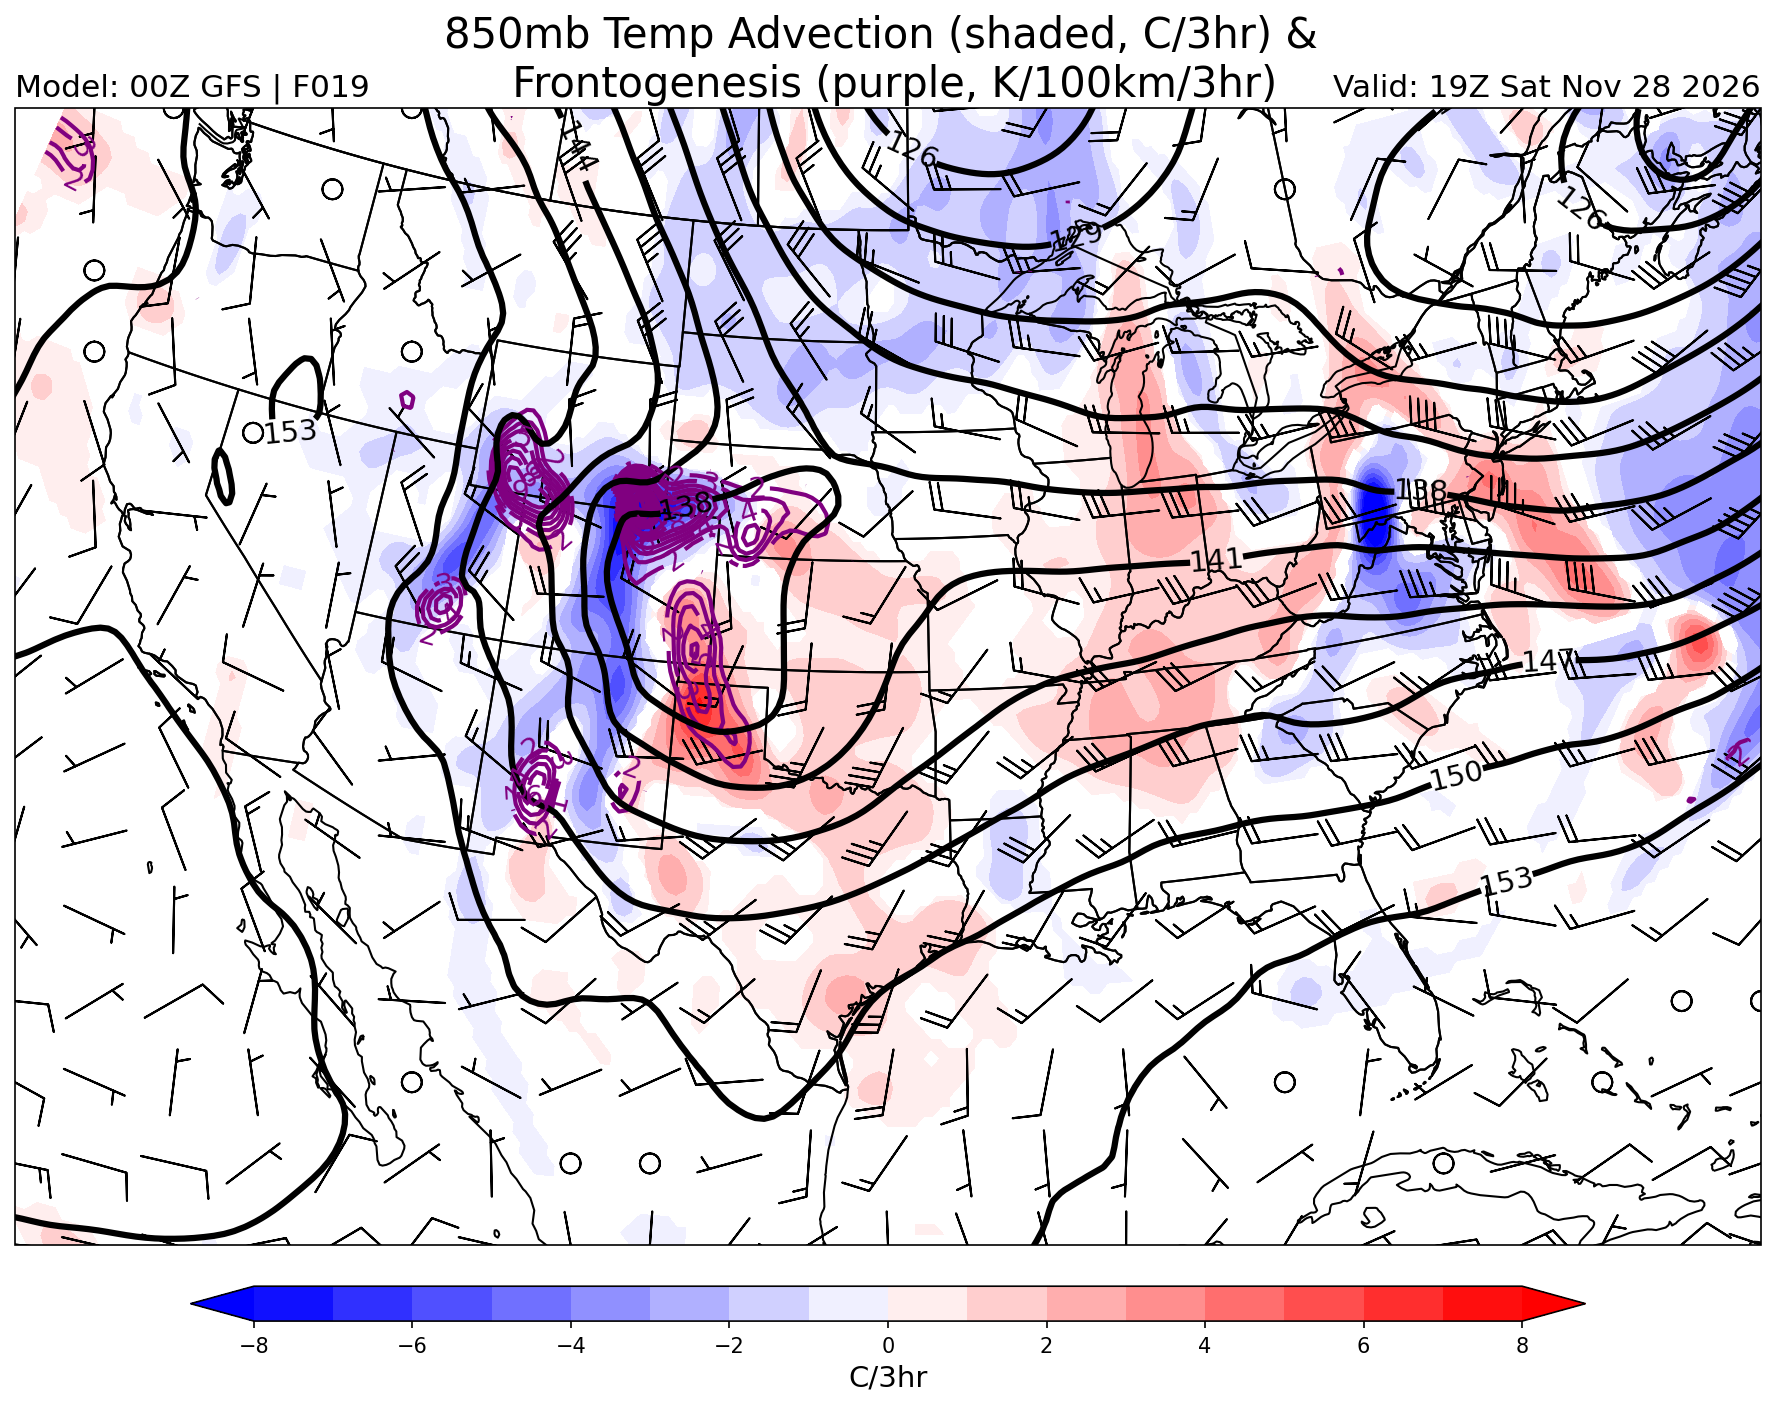 850mb Temp Advection (shaded, C/3hr) &
Model: 00Z GFS | F019
Frontogenesis (purple, K/100km/3hr)
Valid: 19Z Sat Nov 28 2026
126
144
126
129
153
138
138
141
147
150
153
−8 −6 −4 −2 0 2 4 6 8
C/3hr